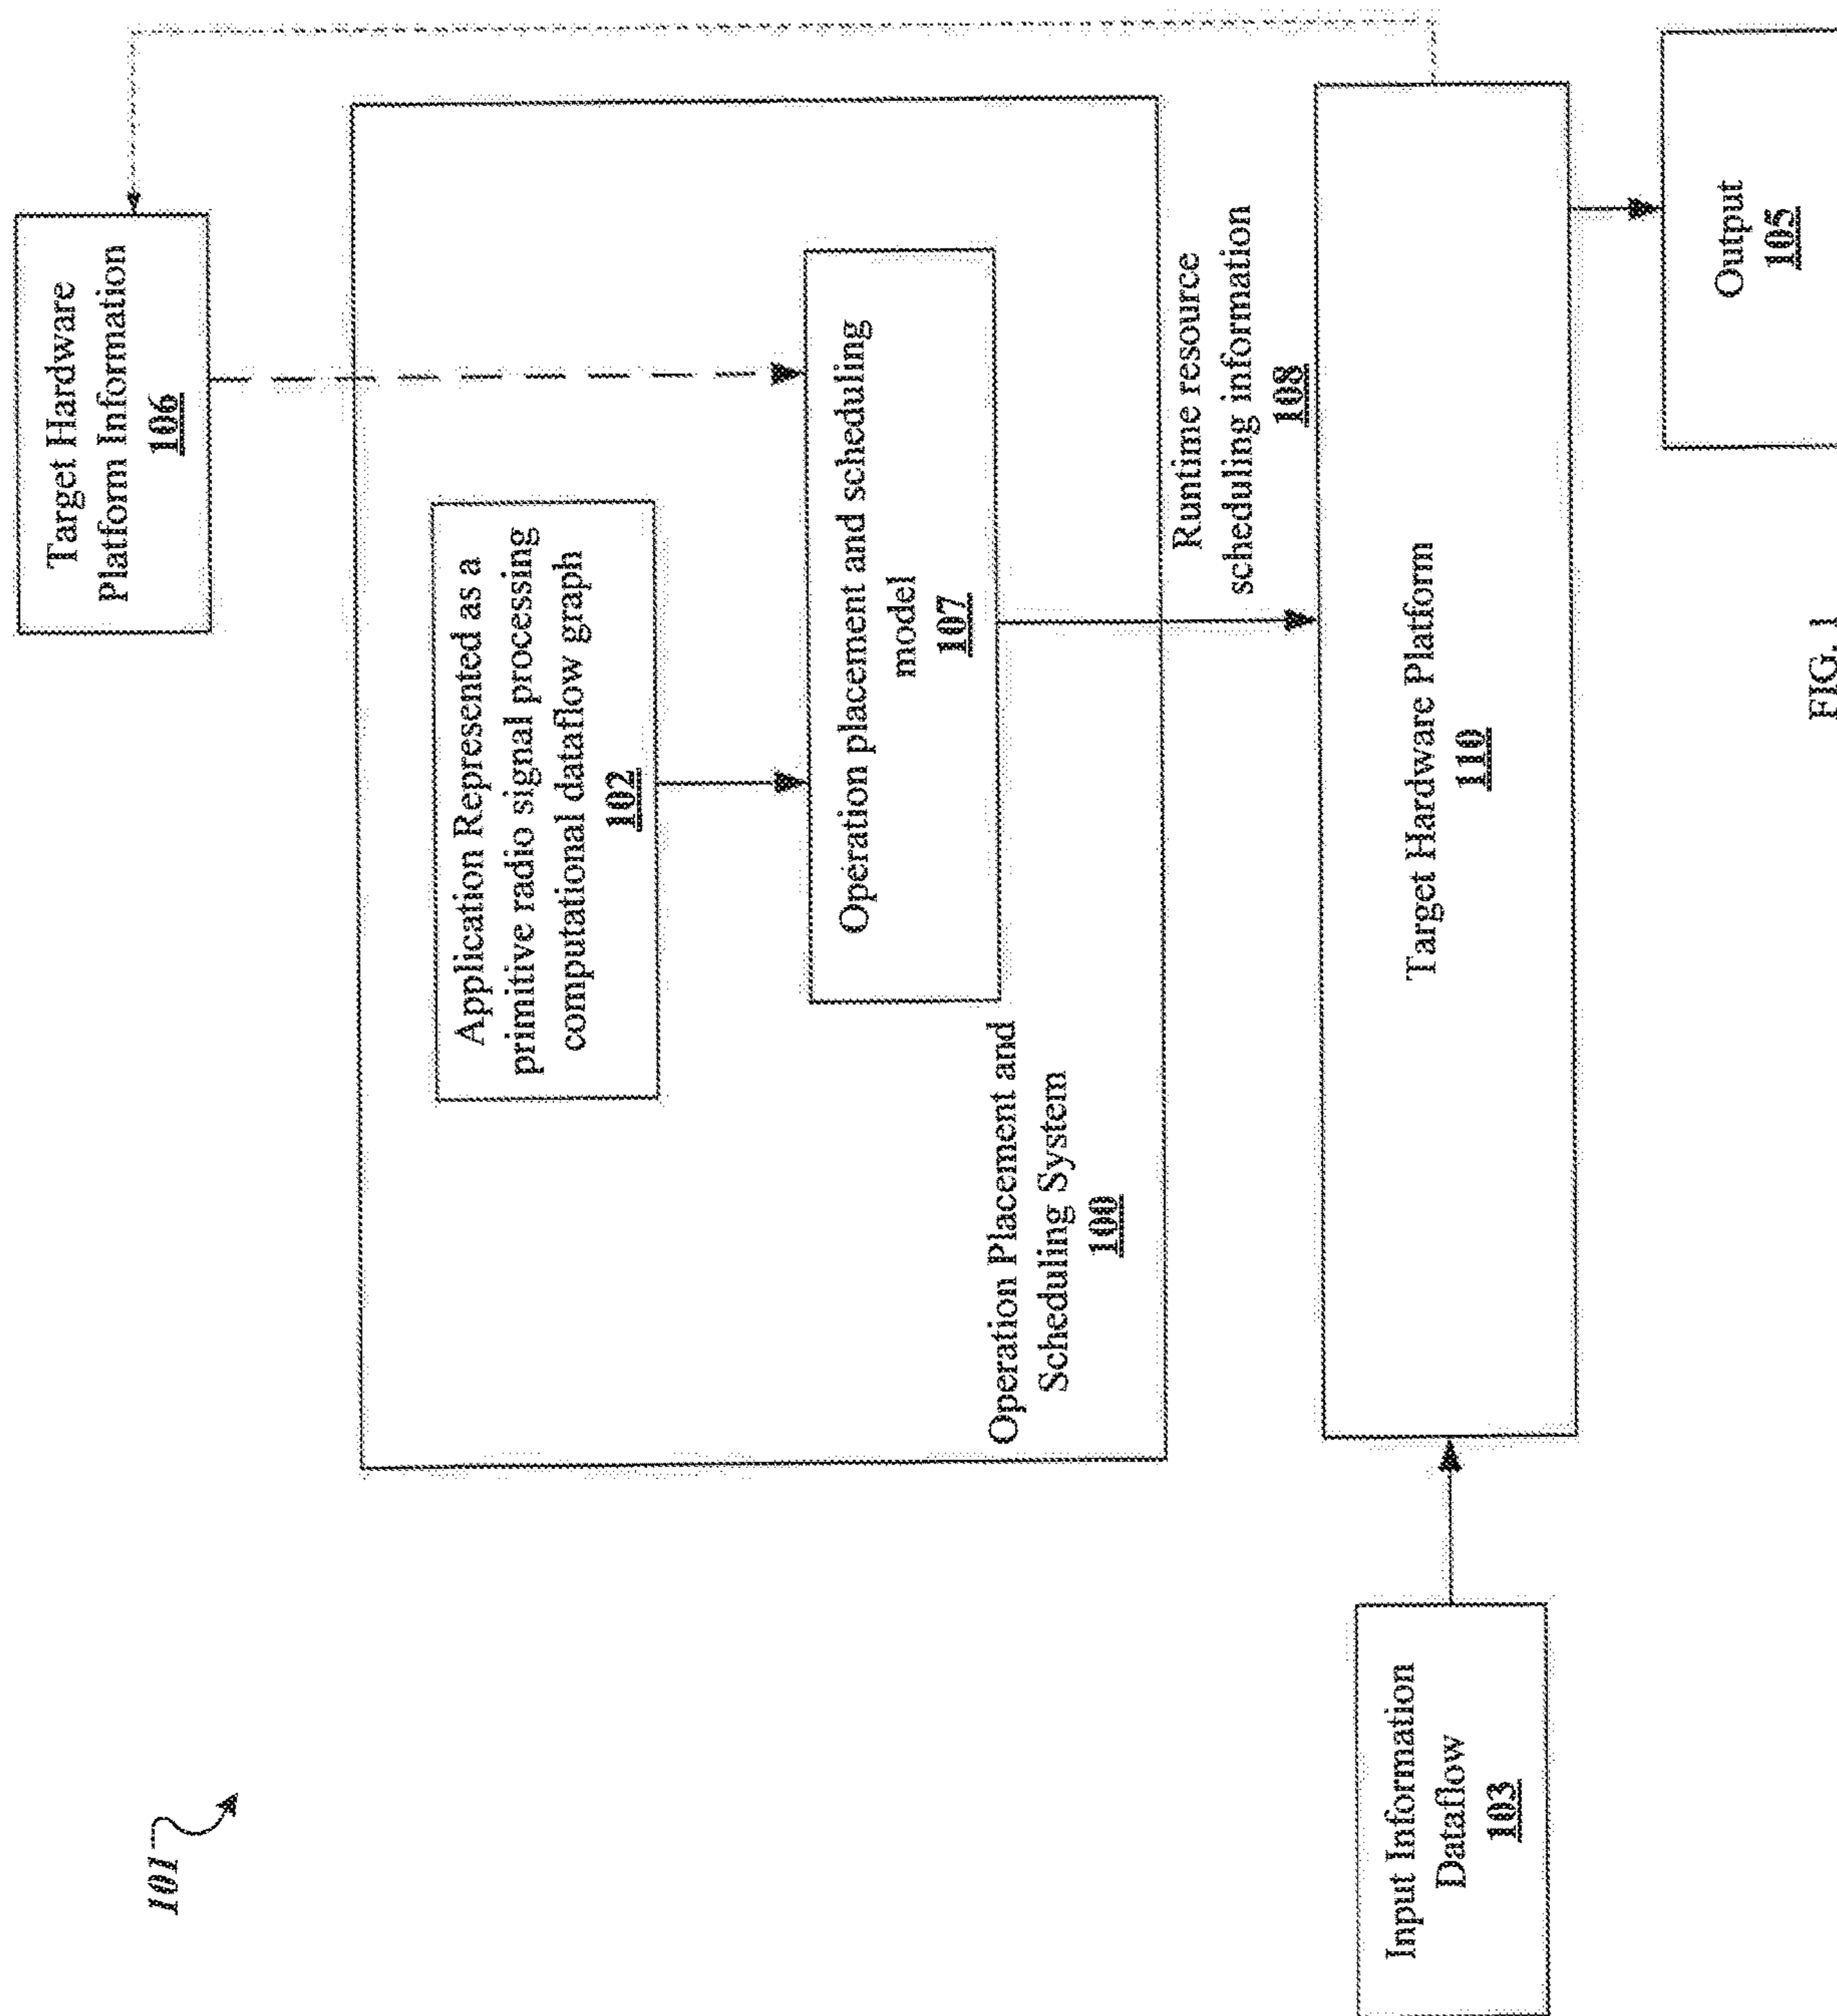 101
Target Hardware
Platform Information
106
Application Represented as a
primitive radio signal processing
computational dataflow graph
102
Operation placement and scheduling
model
107
Operation Placement and
Scheduling System
100
Runtime resource
scheduling information
108
Input Information
Dataflow
103
Target Hardware Platform
110
Output
105
FIG. 1